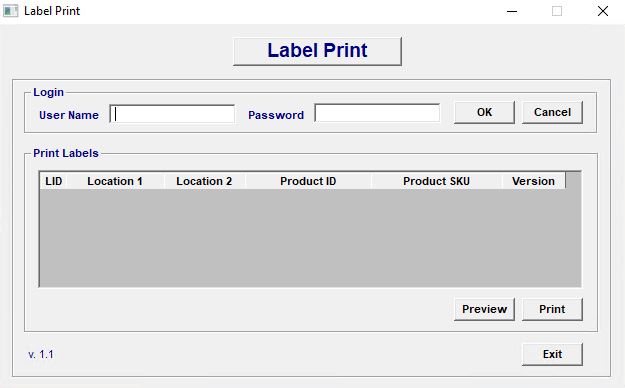 Label Print
Label Print
Login
User Name Password OK Cancel
Print Labels
LID Location 1 Location 2 Product ID Product SKU Version
Preview Print
v. 1.1 Exit